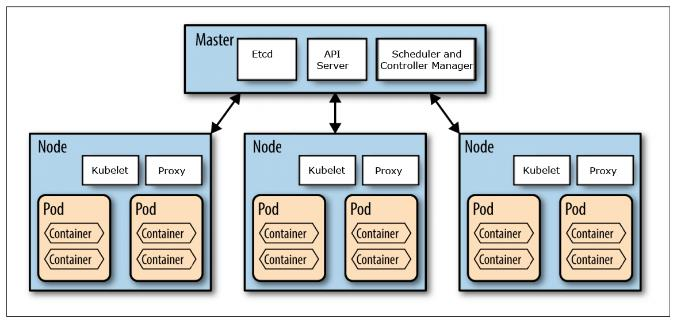 Master
Etcd
API
Server
Scheduler and
Controller Manager
Node
Kubelet
Proxy
Pod
Container
Container
Pod
Container
Container
Node
Kubelet
Proxy
Pod
Container
Container
Pod
Container
Container
Node
Kubelet
Proxy
Pod
Container
Container
Pod
Container
Container